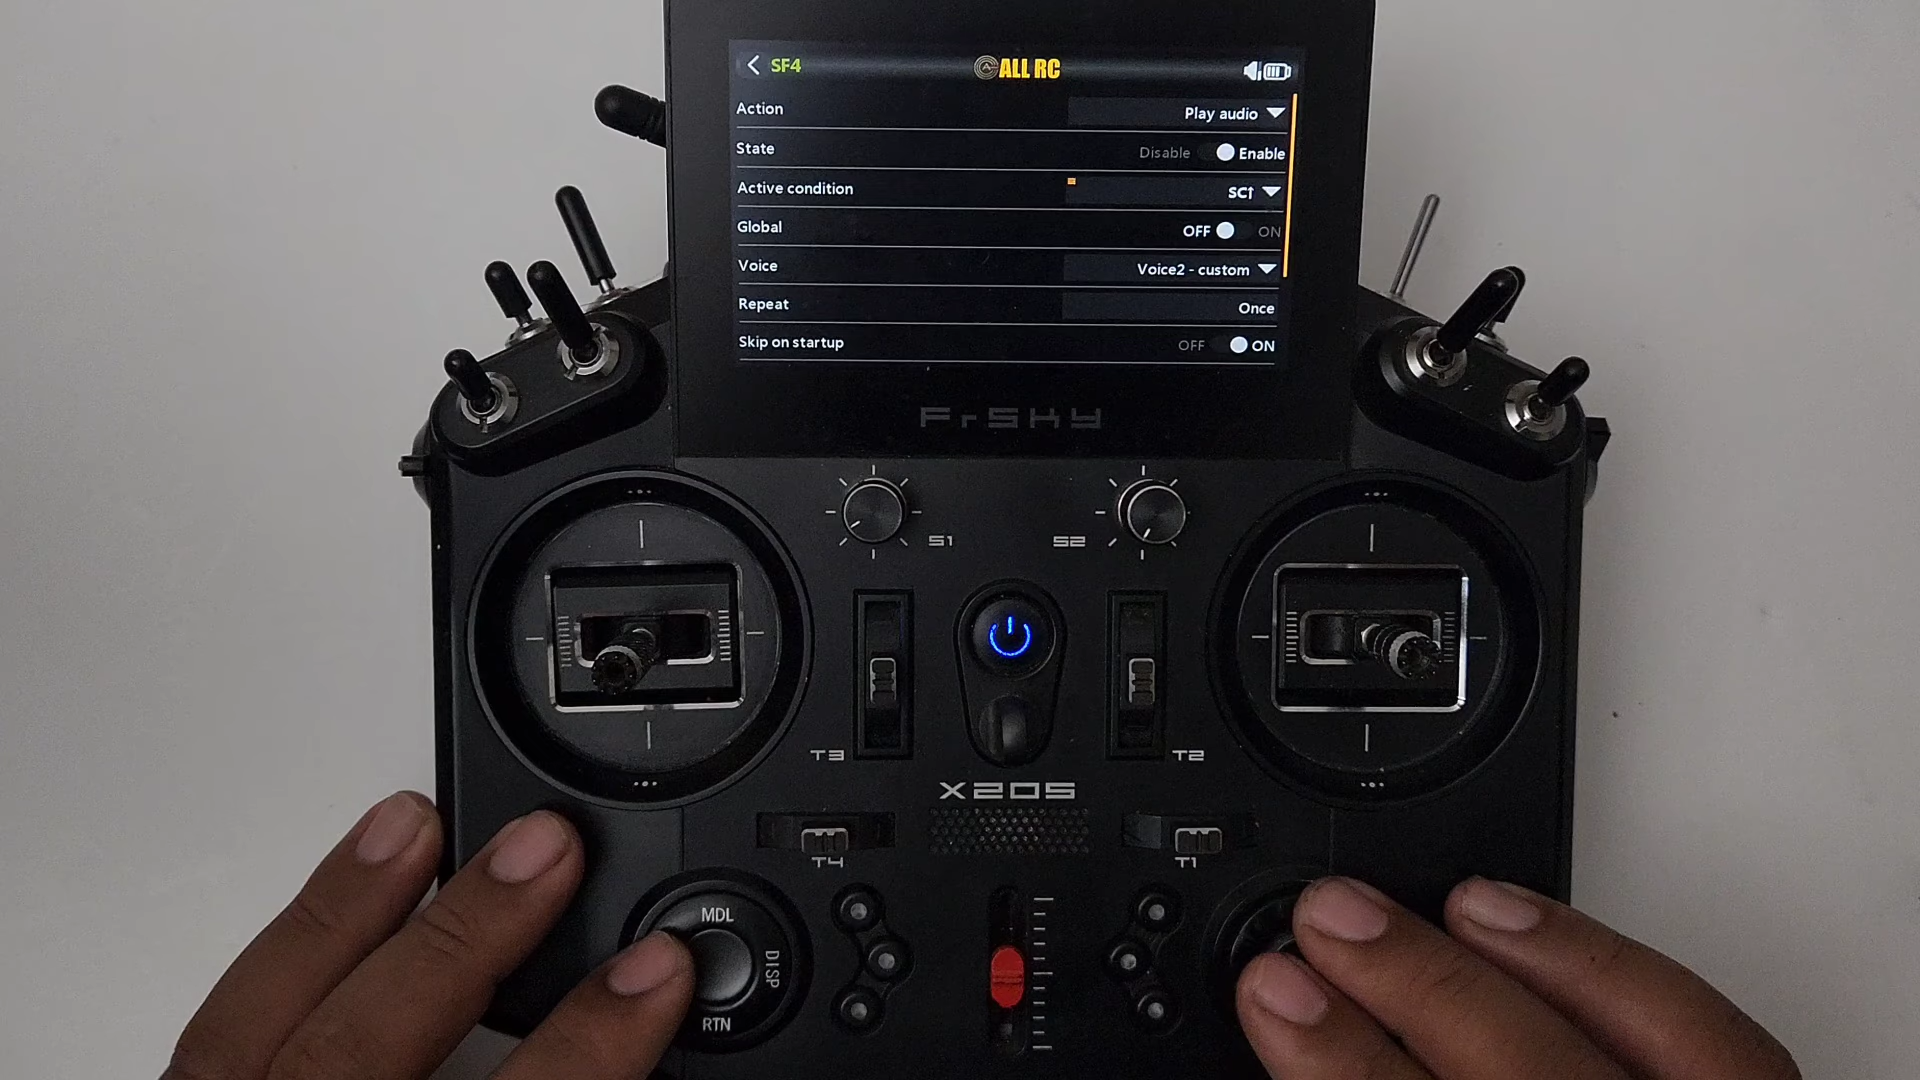 SF4
ALL RC
Action Play audio
State Disable Enable
Active condition SC↑
Global OFF ON
Voice Voice2 - custom
Repeat Once
Skip on startup OFF ON
FrSKY
S1 S2
T3 T2
X20S
T4 T1
MDL
DISP
RTN